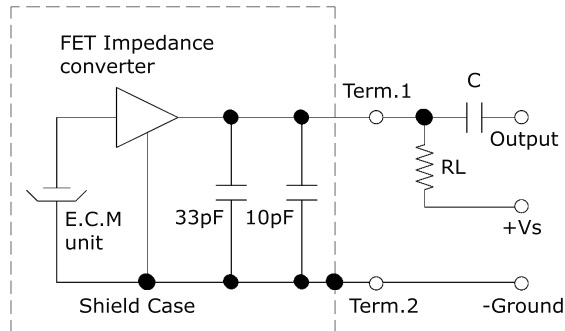 FET Impedance
converter
Term.1
C
Output
RL
33pF
10pF
E.C.M
unit
+Vs
Shield Case
Term.2
-Ground